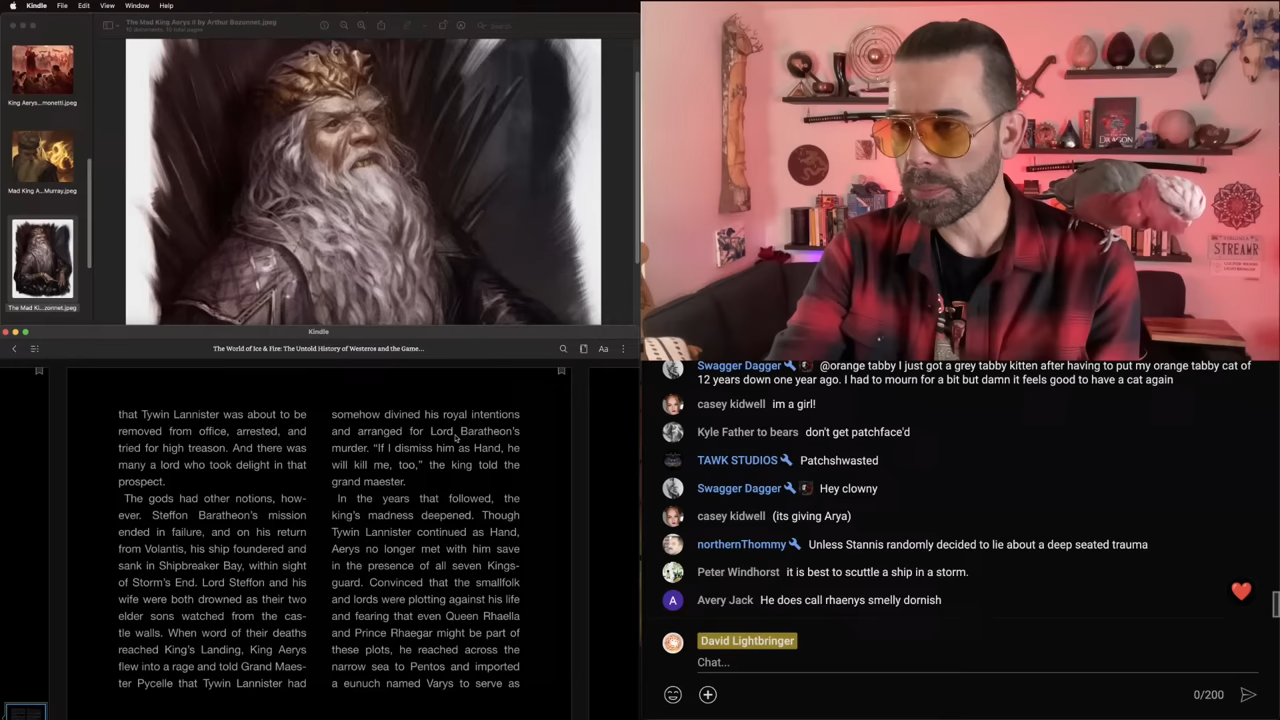 Kindle File Edit View Window Help
The Mad King Aerys II by Arthur Bozonnet.jpeg
Search
King Aerys...monetti.jpeg
Mad King A...Murray.jpeg
The Mad Ki...zonnet.jpeg
Kindle
The World of Ice & Fire: The Untold History of Westeros and the Game...
Aa
that Tywin Lannister was about to be
removed from office, arrested, and
tried for high treason. And there was
many a lord who took delight in that
prospect.
The gods had other notions, how-
ever. Steffon Baratheon's mission
ended in failure, and on his return
from Volantis, his ship foundered and
sank in Shipbreaker Bay, within sight
of Storm's End. Lord Steffon and his
wife were both drowned as their two
elder sons watched from the cas-
tle walls. When word of their deaths
reached King's Landing, King Aerys
flew into a rage and told Grand Maes-
ter Pycelle that Tywin Lannister had
somehow divined his royal intentions
and arranged for Lord Baratheon's
murder. “If I dismiss him as Hand, he
will kill me, too,” the king told the
grand maester.
In the years that followed, the
king's madness deepened. Though
Tywin Lannister continued as Hand,
Aerys no longer met with him save
in the presence of all seven Kings-
guard. Convinced that the smallfolk
and lords were plotting against his life
and fearing that even Queen Rhaella
and Prince Rhaegar might be part of
these plots, he reached across the
narrow sea to Pentos and imported
a eunuch named Varys to serve as
DRAGON
STREAMR
Swagger Dagger @orange tabby I just got a grey tabby kitten after having to put my orange tabby cat of
12 years down one year ago. I had to mourn for a bit but damn it feels good to have a cat again
casey kidwell im a girl!
Kyle Father to bears don't get patchface'd
TAWK STUDIOS Patchshwasted
Swagger Dagger Hey clowny
casey kidwell (its giving Arya)
northernThommy Unless Stannis randomly decided to lie about a deep seated trauma
Peter Windhorst it is best to scuttle a ship in a storm.
A Avery Jack He does call rhaenys smelly dornish
David Lightbringer
Chat...
0/200